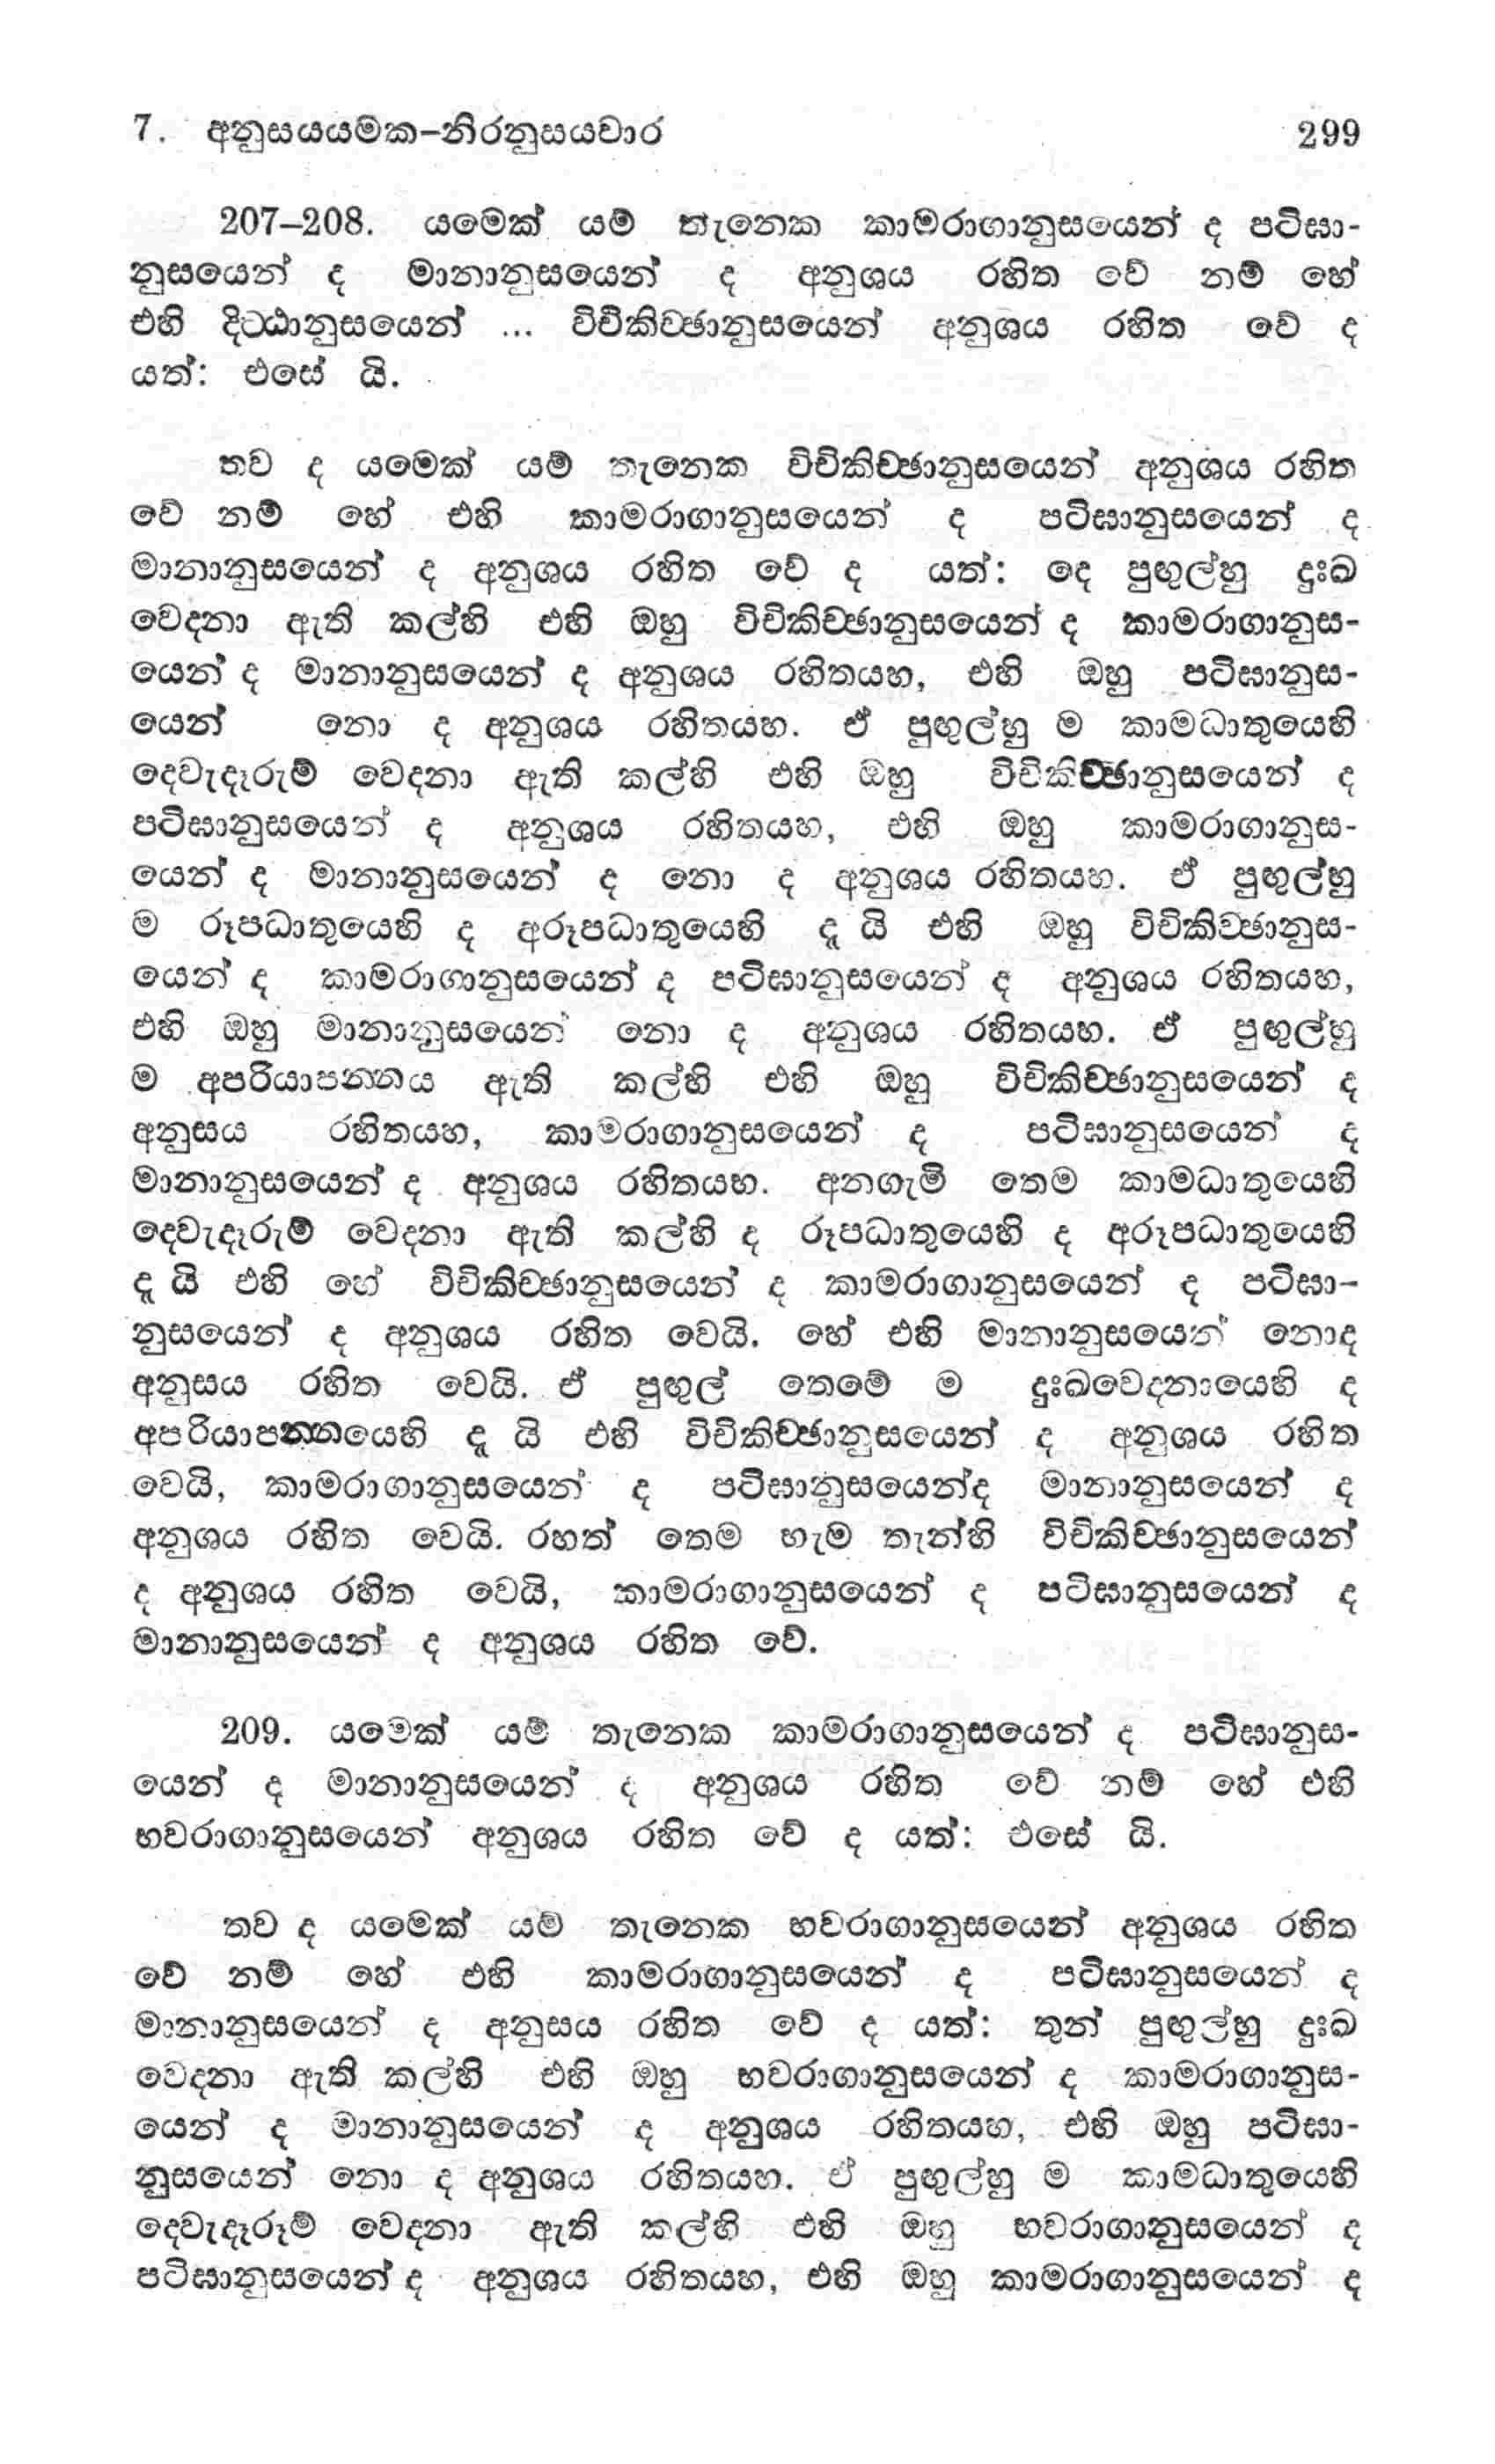 7. අනුසයයමක–නිරනුසයවාර 299
207–208. යමෙක් යම් තැනෙක කාමරාගානුසයෙන් ද පටිඝා-
නුසයෙන් ද මානානුසයෙන් ද අනුශය රහිත වේ නම් හේ
එහි දිට්ඨානුසයෙන් ... විචිකිච්ඡානුසයෙන් අනුශය රහිත වේ ද
යත්: එසේ යි.
තව ද යමෙක් යම් තැනෙක විචිකිච්ඡානුසයෙන් අනුශය රහිත
වේ නම් හේ එහි කාමරාගානුසයෙන් ද පටිඝානුසයෙන් ද
මානානුසයෙන් ද අනුශය රහිත වේ ද යත්: දෙ පුඟුල්හු දුඃඛ
වෙදනා ඇති කල්හි එහි ඔහු විචිකිච්ඡානුසයෙන් ද කාමරාගානුස-
යෙන් ද මානානුසයෙන් ද අනුශය රහිතයහ, එහි ඔහු පටිඝානුස-
යෙන් නො ද අනුශය රහිතයහ. ඒ පුඟුල්හු ම කාමධාතුයෙහි
දෙවැදෑරුම් වෙදනා ඇති කල්හි එහි ඔහු විචිකිච්ඡානුසයෙන් ද
පටිඝානුසයෙන් ද අනුශය රහිතයහ, එහි ඔහු කාමරාගානුස-
යෙන් ද මානානුසයෙන් ද නො ද අනුශය රහිතයහ. ඒ පුඟුල්හු
ම රූපධාතුයෙහි ද අරූපධාතුයෙහි දූ යි එහි ඔහු විචිකිච්ඡානුස-
යෙන් ද කාමරාගානුසයෙන් ද පටිඝානුසයෙන් ද අනුශය රහිතයහ,
එහි ඔහු මානානුසයෙන් නො ද අනුශය රහිතයහ. ඒ පුඟුල්හු
ම අපරියාපන්නය ඇති කල්හි එහි ඔහු විචිකිච්ඡානුසයෙන් ද
අනුසය රහිතයහ, කාමරාගානුසයෙන් ද පටිඝානුසයෙන් ද
මානානුසයෙන් ද අනුශය රහිතයහ. අනගැමි තෙම කාමධාතුයෙහි
දෙවැදෑරුම් වෙදනා ඇති කල්හි ද රූපධාතුයෙහි ද අරූපධාතුයෙහි
දූ යි එහි හේ විචිකිච්ඡානුසයෙන් ද කාමරාගානුසයෙන් ද පටිඝා-
නුසයෙන් ද අනුශය රහිත වෙයි. හේ එහි මානානුසයෙන් නොද
අනුසය රහිත වෙයි. ඒ පුඟුල් තෙමේ ම දුඃඛවෙදනායෙහි ද
අපරියාපන්නයෙහි දූ යි එහි විචිකිච්ඡානුසයෙන් ද අනුශය රහිත
වෙයි, කාමරාගානුසයෙන් ද පටිඝානුසයෙන්ද මානානුසයෙන් ද
අනුශය රහිත වෙයි. රහත් තෙම හැම තැන්හි විචිකිච්ඡානුසයෙන්
ද අනුශය රහිත වෙයි, කාමරාගානුසයෙන් ද පටිඝානුසයෙන් ද
මානානුසයෙන් ද අනුශය රහිත වේ.
209. යමෙක් යම් තැනෙක කාමරාගානුසයෙන් ද පටිඝානුස-
යෙන් ද මානානුසයෙන් ද අනුශය රහිත වේ නම් හේ එහි
භවරාගානුසයෙන් අනුශය රහිත වේ ද යත්: එසේ යි.
තව ද යමෙක් යම් තැනෙක භවරාගානුසයෙන් අනුශය රහිත
වේ නම් හේ එහි කාමරාගානුසයෙන් ද පටිඝානුසයෙන් ද
මානානුසයෙන් ද අනුසය රහිත වේ ද යත්: තුන් පුඟුල්හු දුඃඛ
වෙදනා ඇති කල්හි එහි ඔහු භවරාගානුසයෙන් ද කාමරාගානුස-
යෙන් ද මානානුසයෙන් ද අනුශය රහිතයහ, එහි ඔහු පටිඝා-
නුසයෙන් නො ද අනුශය රහිතයහ. ඒ පුඟුල්හු ම කාමධාතුයෙහි
දෙවැදෑරූම් වෙදනා ඇති කල්හි එහි ඔහු භවරාගානුසයෙන් ද
පටිඝානුසයෙන් ද අනුශය රහිතයහ, එහි ඔහු කාමරාගානුසයෙන් ද